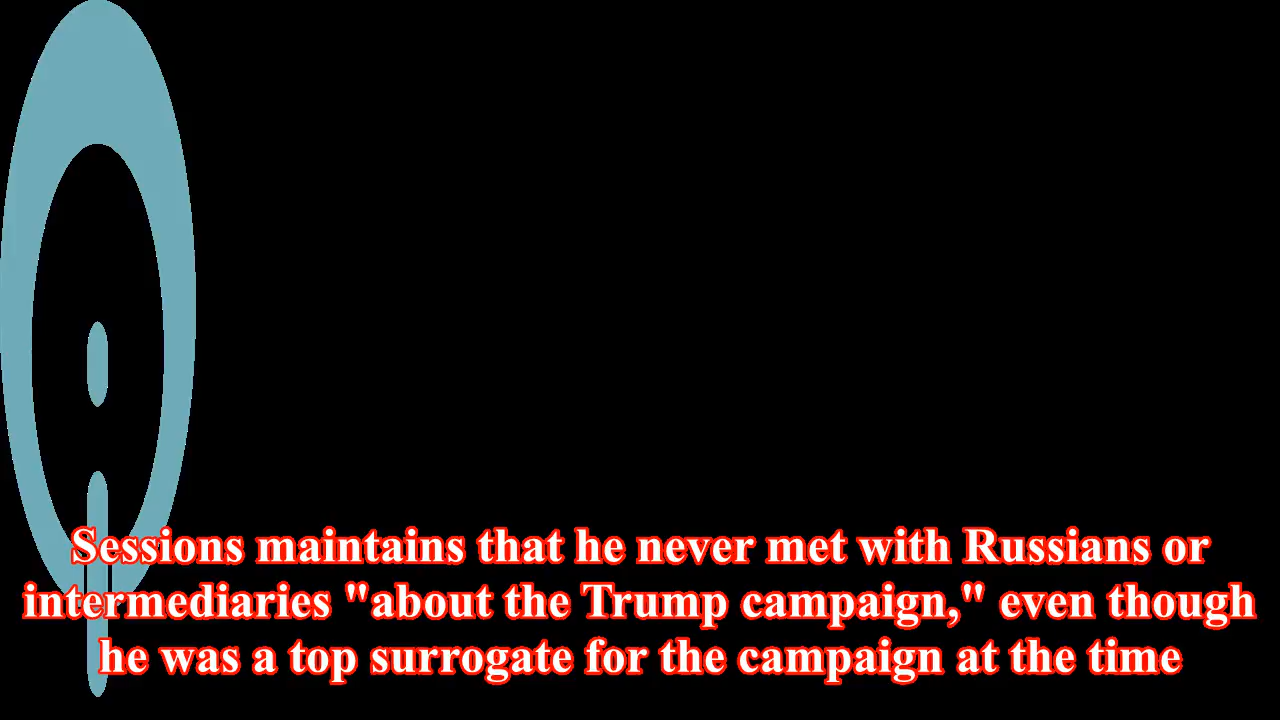 Sessions maintains that he never met with Russians or
intermediaries "about the Trump campaign," even though
he was a top surrogate for the campaign at the time